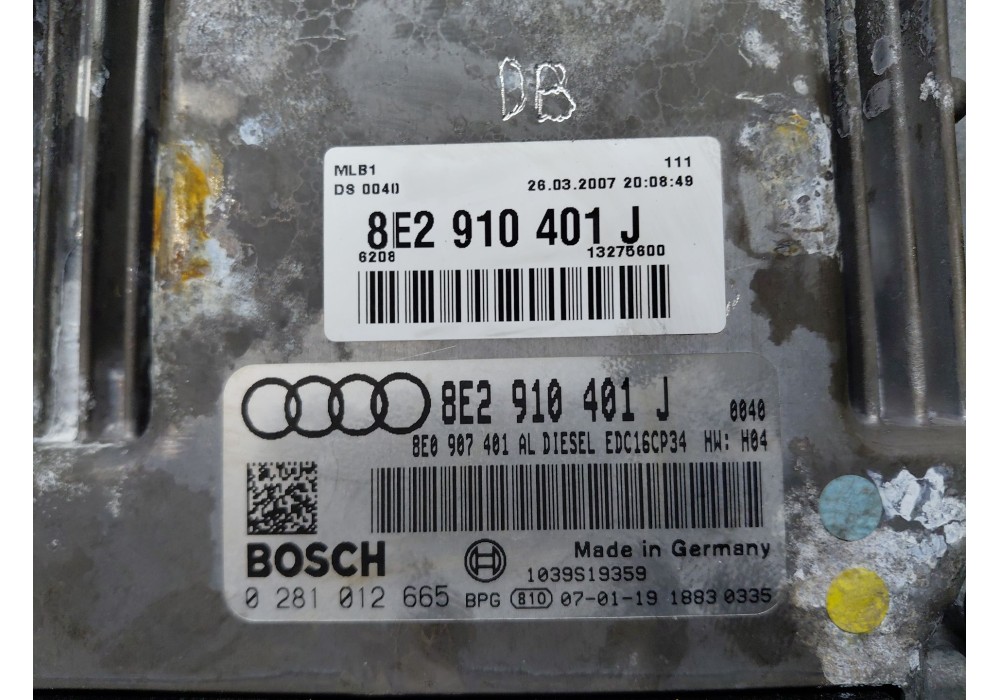 DB
MLB1 111
DS 0040 26.03.2007 20:08:49
8E2 910 401 J
6208 13275600
8E2 910 401 J 0040
8E0 907 401 AL DIESEL EDC16CP34 HW: H04
BOSCH Made in Germany
1039S19359
0 281 012 665 BPG 810 07-01-19 1883 0335